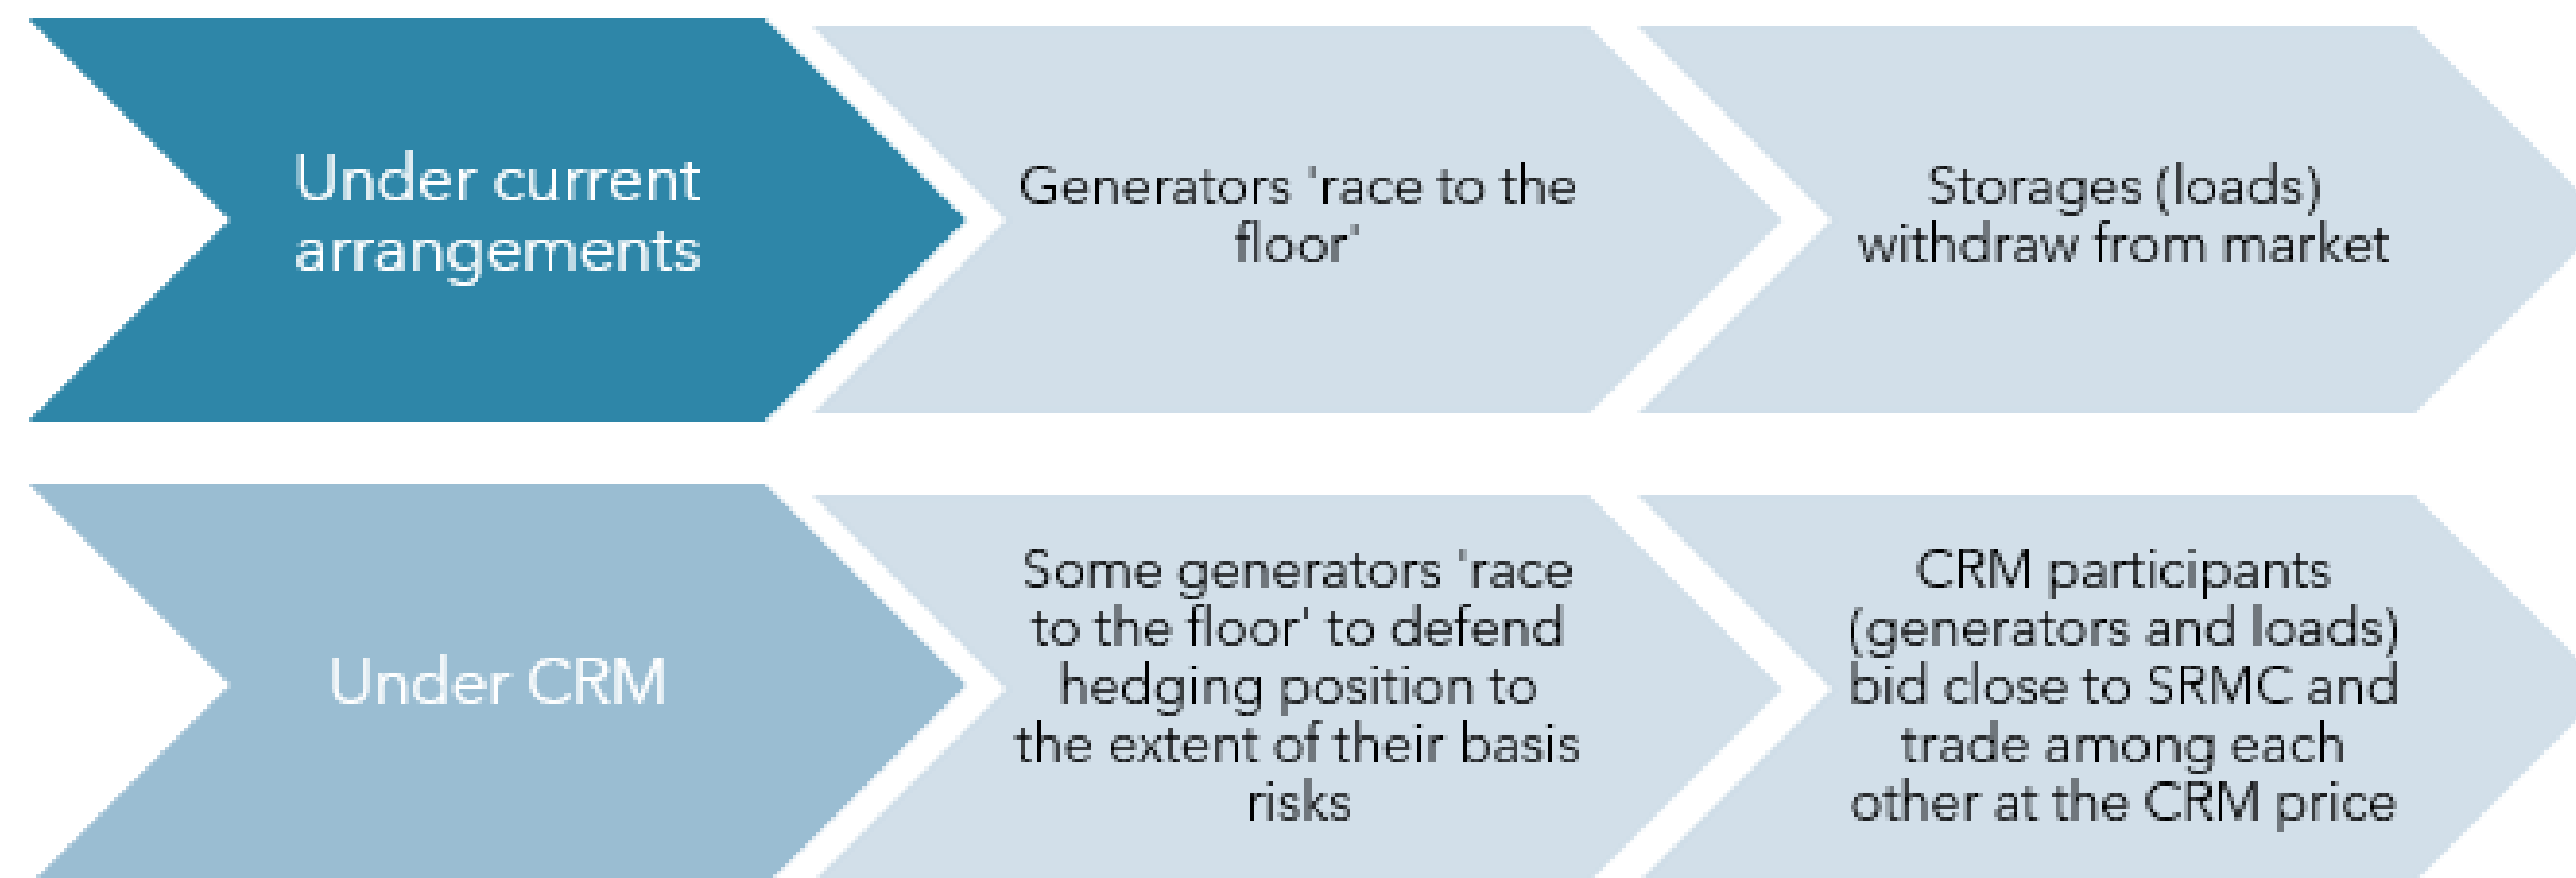 Under current
arrangements
Generators 'race to the
floor'
Storages (loads)
withdraw from market
Under CRM
Some generators 'race
to the floor' to defend
hedging position to
the extent of their basis
risks
CRM participants
(generators and loads)
bid close to SRMC and
trade among each
other at the CRM price